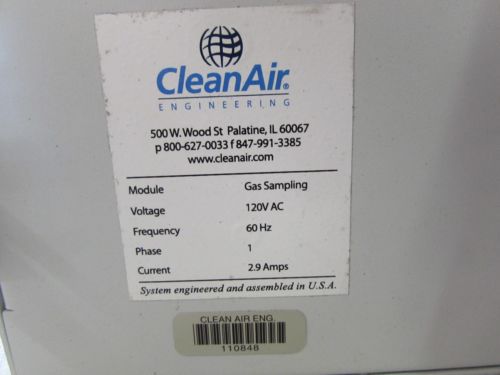 CleanAir®
ENGINEERING
500 W. Wood St Palatine, IL 60067
p 800-627-0033 f 847-991-3385
www.cleanair.com
Module Gas Sampling
Voltage 120V AC
Frequency 60 Hz
Phase 1
Current 2.9 Amps
System engineered and assembled in U.S.A.
CLEAN AIR ENG.
110848